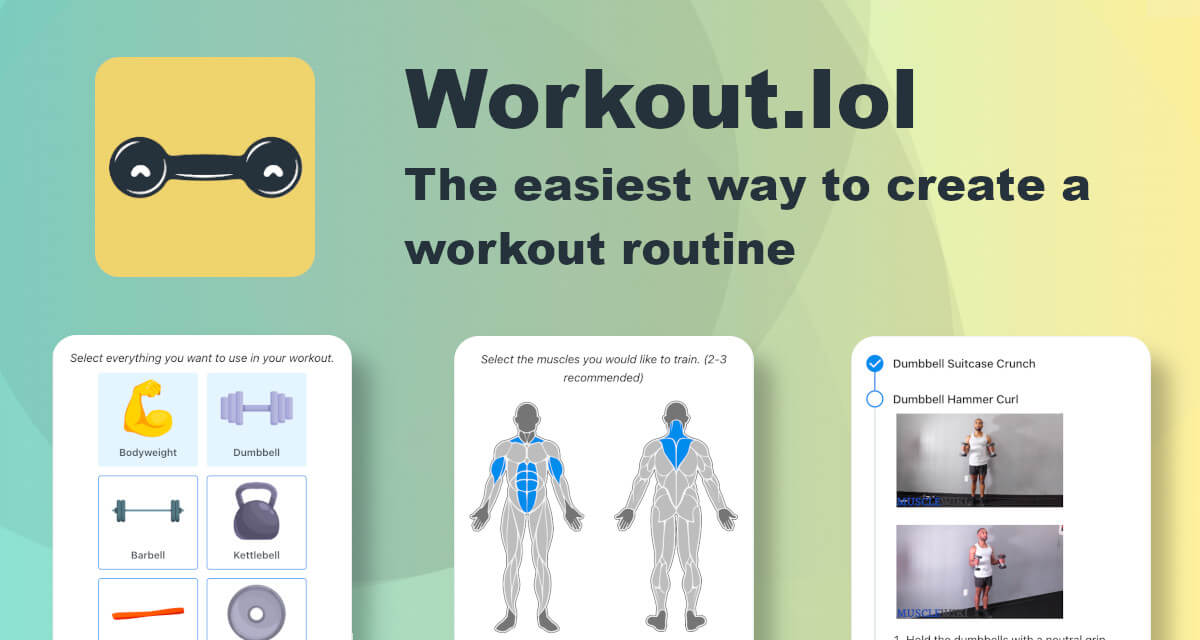 Workout.lol
The easiest way to create a
workout routine
Select everything you want to use in your workout.
Bodyweight
Dumbbell
Barbell
Kettlebell
Select the muscles you would like to train. (2-3
recommended)
Dumbbell Suitcase Crunch
Dumbbell Hammer Curl
MUSCLEWIKI
MUSCLEWIKI
1. Hold the dumbbells with a neutral grip